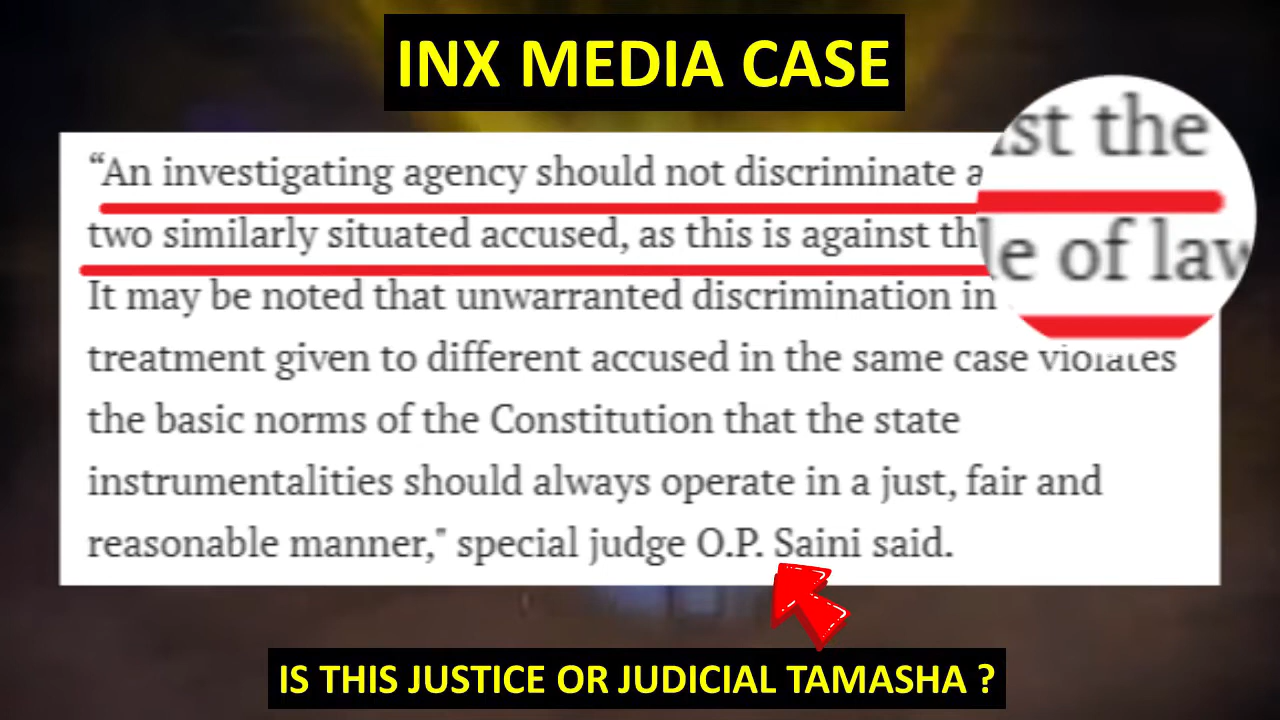 INX MEDIA CASE
“An investigating agency should not discriminate
st the
two similarly situated accused, as this is against
of law
It may be noted that unwarranted discrimination in
treatment given to different accused in the same case violates
the basic norms of the Constitution that the state
instrumentalities should always operate in a just, fair and
reasonable manner," special judge O.P. Saini said.
IS THIS JUSTICE OR JUDICIAL TAMASHA ?